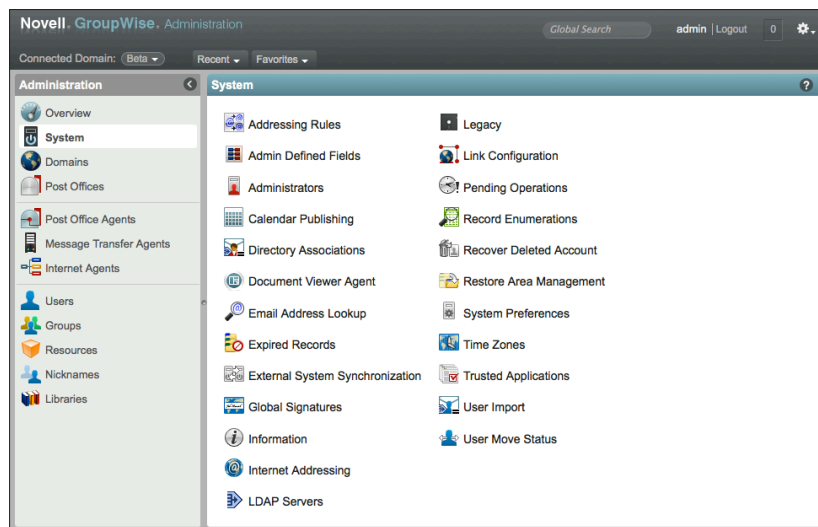 Novell. GroupWise. Administration
Global Search
admin | Logout
0
Connected Domain: Beta
Recent
Favorites
Administration
Overview
System
Domains
Post Offices
Post Office Agents
Message Transfer Agents
Internet Agents
Users
Groups
Resources
Nicknames
Libraries
System
?
Addressing Rules
Admin Defined Fields
Administrators
Calendar Publishing
Directory Associations
Document Viewer Agent
Email Address Lookup
Expired Records
External System Synchronization
Global Signatures
Information
Internet Addressing
LDAP Servers
Legacy
Link Configuration
Pending Operations
Record Enumerations
Recover Deleted Account
Restore Area Management
System Preferences
Time Zones
Trusted Applications
User Import
User Move Status